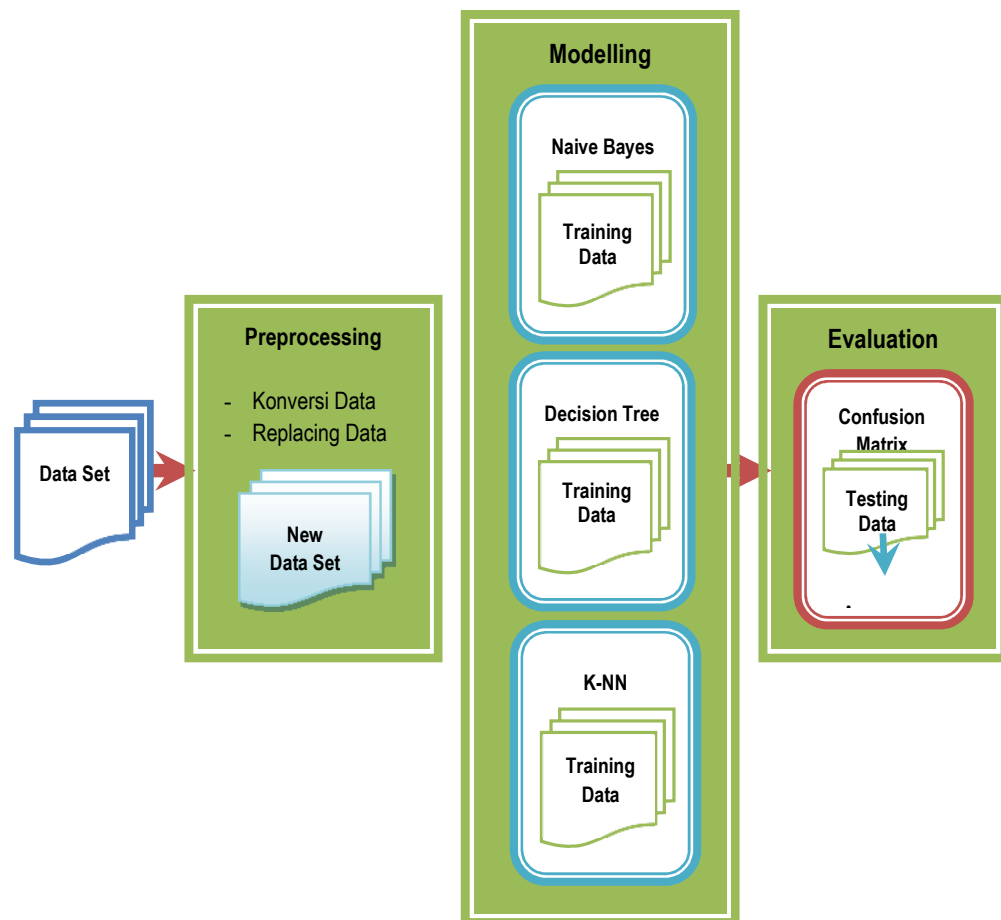 Data Set
Preprocessing
- Konversi Data
- Replacing Data
New
Data Set
Modelling
Naive Bayes
Training
Data
Decision Tree
Training
Data
K-NN
Training
Data
Evaluation
Confusion
Matrix
Testing
Data